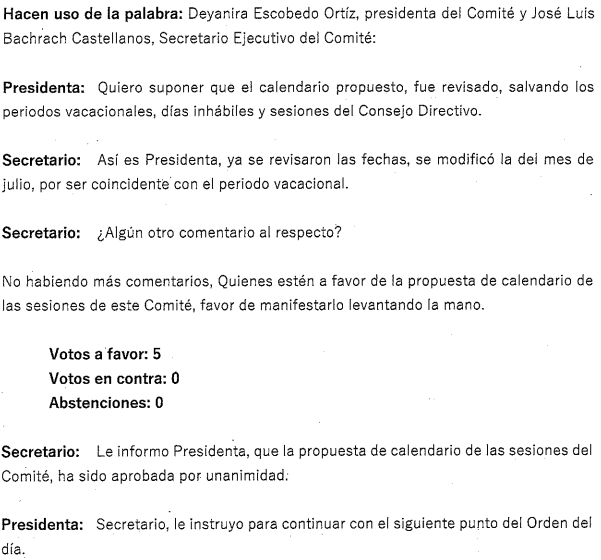 Hacen uso de la palabra: Deyanira Escobedo Ortíz, presidenta del Comité y José Luis
Bachrach Castellanos, Secretario Ejecutivo del Comité:
Presidenta: Quiero suponer que el calendario propuesto, fue revisado, salvando los
periodos vacacionales, días inhábiles y sesiones del Consejo Directivo.
Secretario: Así es Presidenta, ya se revisaron las fechas, se modificó la del mes de
julio, por ser coincidente con el periodo vacacional.
Secretario: ¿Algún otro comentario al respecto?
No habiendo más comentarios, Quienes estén a favor de la propuesta de calendario de
las sesiones de este Comité, favor de manifestarlo levantando la mano.
Votos a favor: 5
Votos en contra: 0
Abstenciones: 0
Secretario: Le informo Presidenta, que la propuesta de calendario de las sesiones del
Comité, ha sido aprobada por unanimidad.
Presidenta: Secretario, le instruyo para continuar con el siguiente punto del Orden del
día.